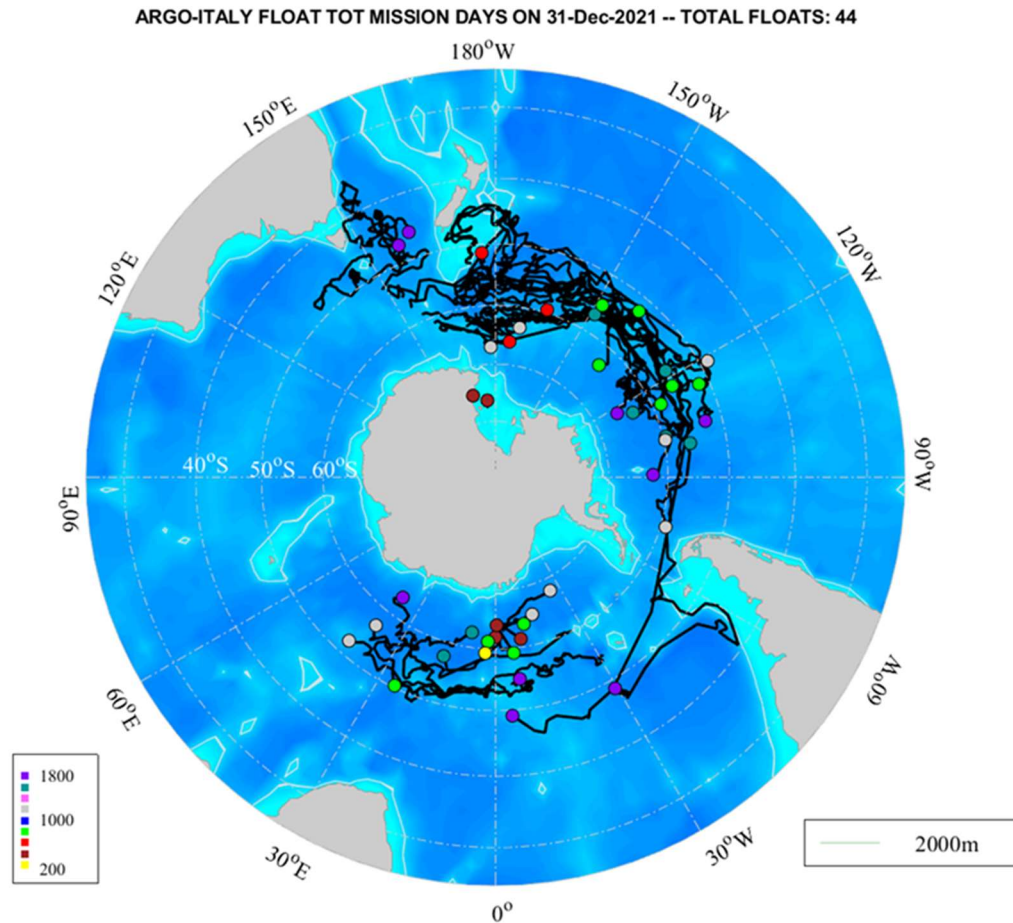 ARGO-ITALY FLOAT TOT MISSION DAYS ON 31-Dec-2021 -- TOTAL FLOATS: 44
180°W
150°E
150°W
120°E
120°W
40°S 50°S 60°S
90°E
90°W
60°E
60°W
30°E
30°W
0°
1800
1000
200
2000m